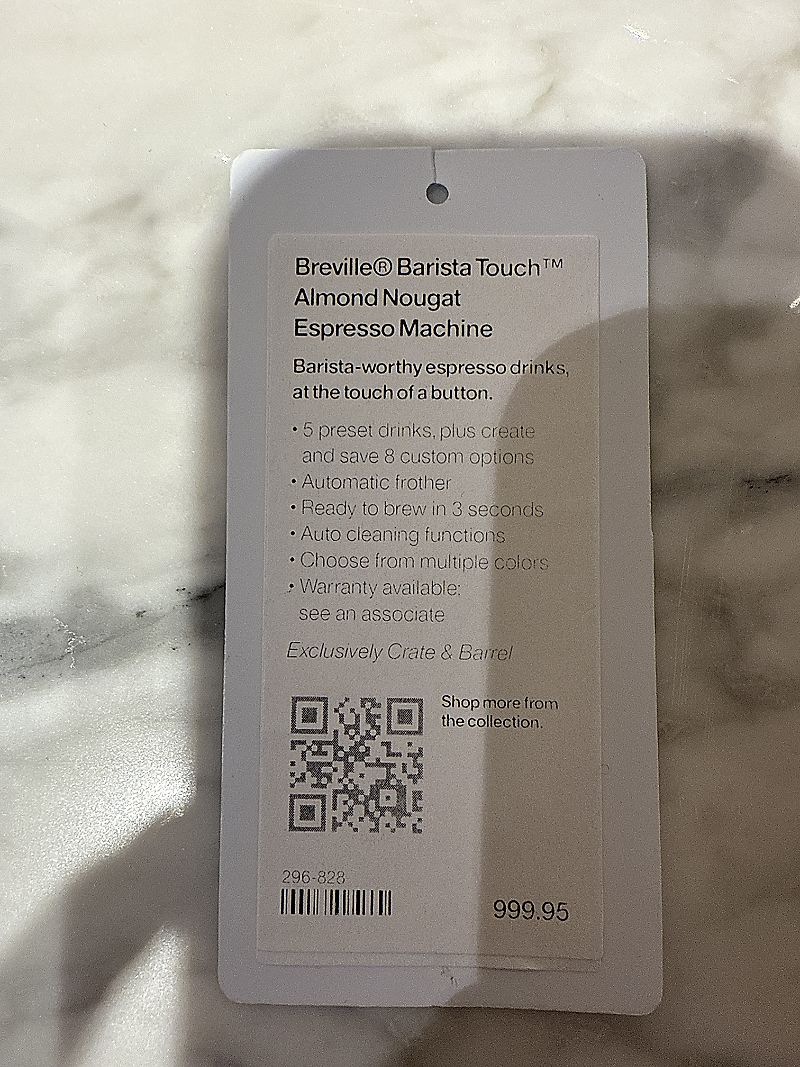 Breville® Barista Touch™
Almond Nougat
Espresso Machine
Barista-worthy espresso drinks,
at the touch of a button.
• 5 preset drinks, plus create
and save 8 custom options
• Automatic frother
• Ready to brew in 3 seconds
• Auto cleaning functions
• Choose from multiple colors
• Warranty available:
see an associate
Exclusively Crate & Barrel
Shop more from
the collection.
296-828
999.95